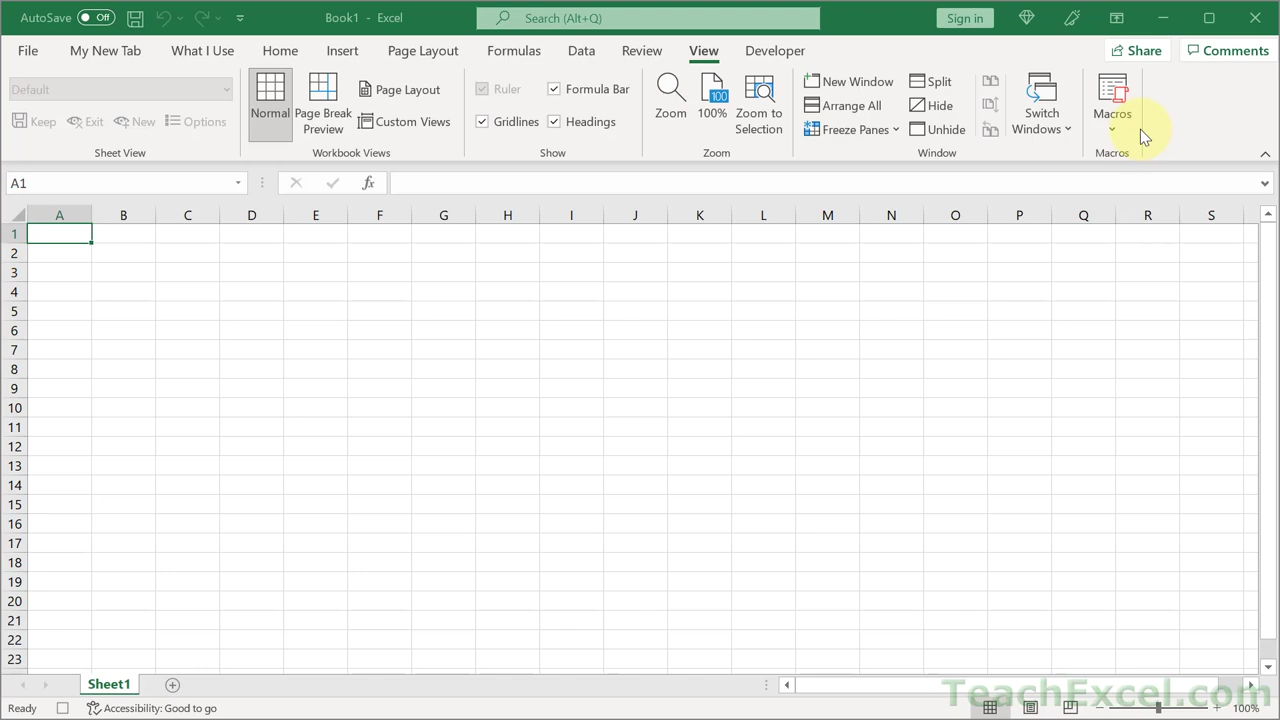 AutoSave Off Book1 - Excel Search (Alt+Q) Sign in
File My New Tab What I Use Home Insert Page Layout Formulas Data Review View Developer Share Comments
Default
Keep Exit New Options
Sheet View
Normal
Page Break Preview
Page Layout
Custom Views
Workbook Views
Ruler Formula Bar
Gridlines Headings
Show
Zoom
100
100%
Zoom to Selection
Zoom
New Window Split
Arrange All Hide
Freeze Panes Unhide
Switch Windows
Window
Macros
Macros
A1 fx
A B C D E F G H I J K L M N O P Q R S
1
2
3
4
5
6
7
8
9
10
11
12
13
14
15
16
17
18
19
20
21
22
23
Sheet1
TeachExcel.com
Ready Accessibility: Good to go 100%